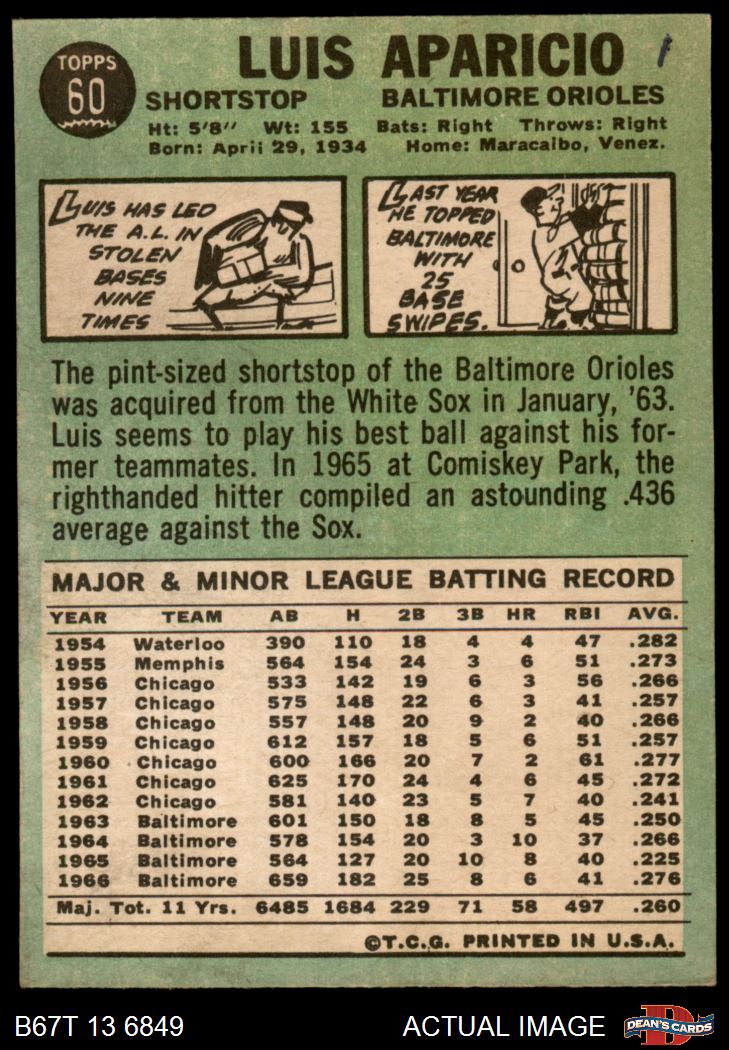 TOPPS
60
LUIS APARICIO
SHORTSTOP BALTIMORE ORIOLES
Ht: 5'8" Wt: 155 Bats: Right Throws: Right
Born: April 29, 1934 Home: Maracaibo, Venez.
LUIS HAS LED
THE A.L. IN
STOLEN
BASES
NINE
TIMES
LAST YEAR
HE TOPPED
BALTIMORE
WITH
25
BASE
SWIPES.
The pint-sized shortstop of the Baltimore Orioles
was acquired from the White Sox in January, '63.
Luis seems to play his best ball against his for-
mer teammates. In 1965 at Comiskey Park, the
righthanded hitter compiled an astounding .436
average against the Sox.
MAJOR & MINOR LEAGUE BATTING RECORD
YEAR TEAM AB H 2B 3B HR RBI AVG.
1954 Waterloo 390 110 18 4 4 47 .282
1955 Memphis 564 154 24 3 6 51 .273
1956 Chicago 533 142 19 6 3 56 .266
1957 Chicago 575 148 22 6 3 41 .257
1958 Chicago 557 148 20 9 2 40 .266
1959 Chicago 612 157 18 5 6 51 .257
1960 Chicago 600 166 20 7 2 61 .277
1961 Chicago 625 170 24 4 6 45 .272
1962 Chicago 581 140 23 5 7 40 .241
1963 Baltimore 601 150 18 8 5 45 .250
1964 Baltimore 578 154 20 3 10 37 .266
1965 Baltimore 564 127 20 10 8 40 .225
1966 Baltimore 659 182 25 8 6 41 .276
Maj. Tot. 11 Yrs. 6485 1684 229 71 58 497 .260
©T.C.G. PRINTED IN U.S.A.
B67T 13 6849 ACTUAL IMAGE
D
DEAN'S CARDS